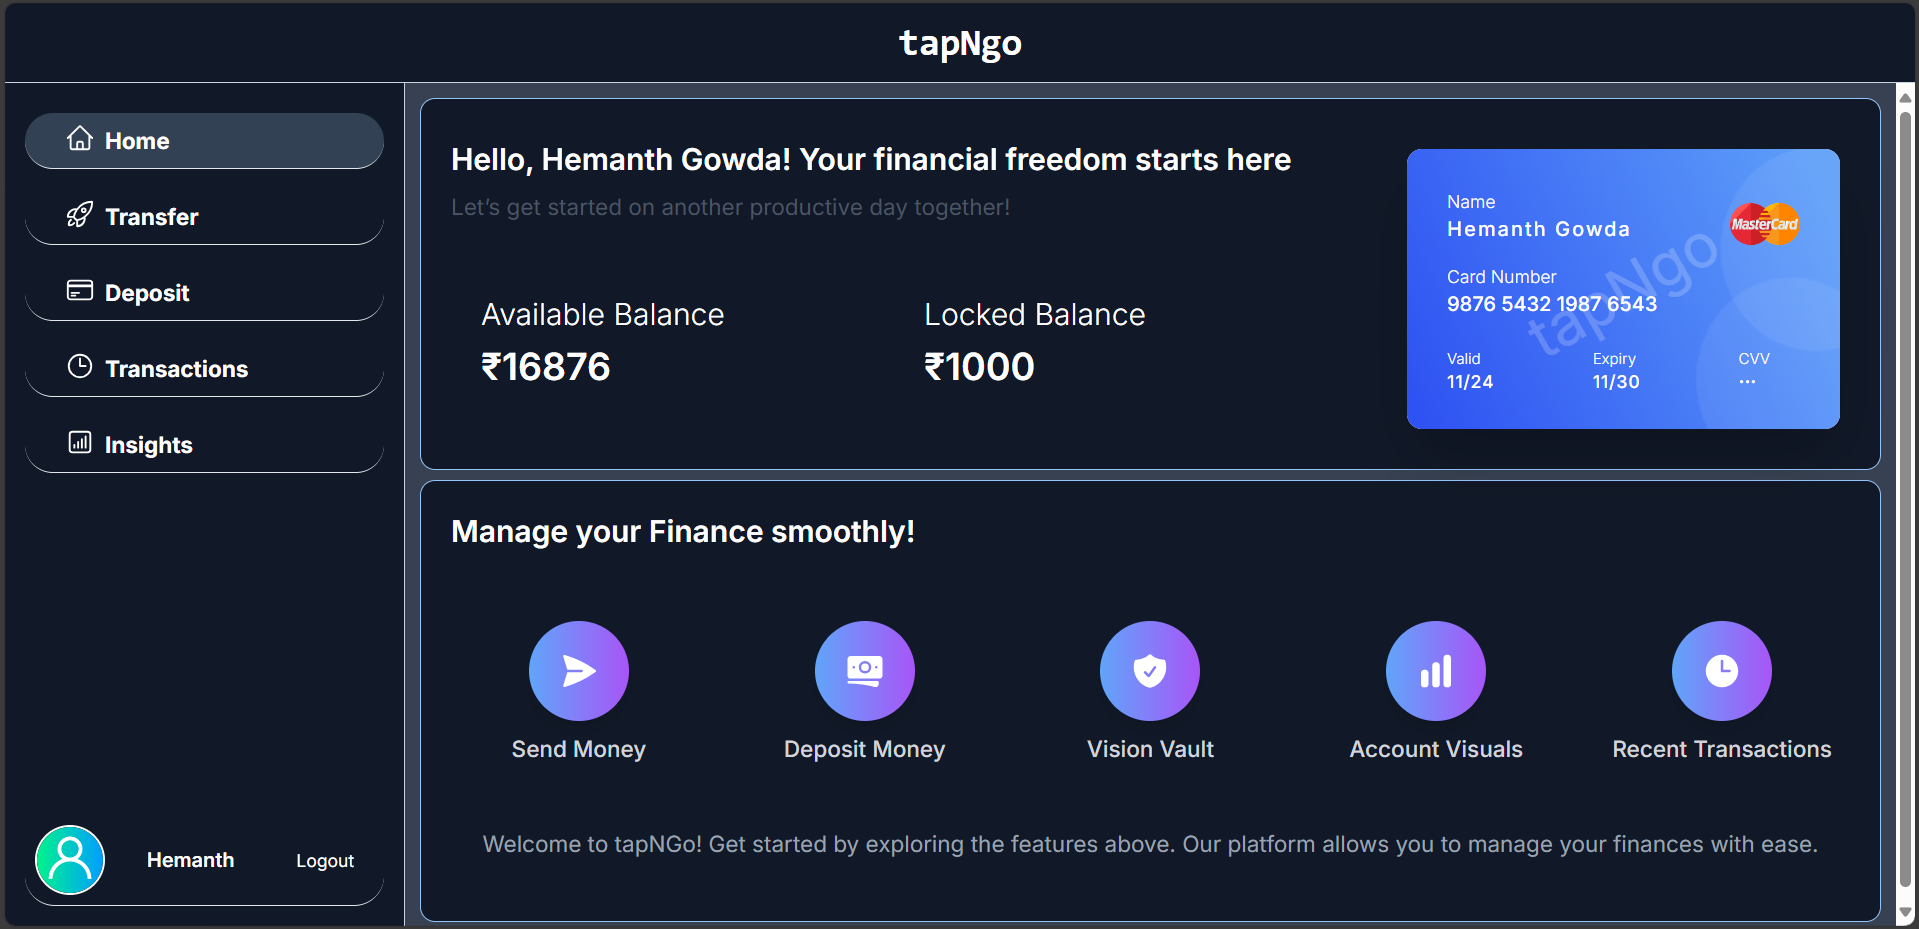 tapNgo
Home
Transfer
Deposit
Transactions
Insights
Hemanth
Logout
Hello, Hemanth Gowda! Your financial freedom starts here
Let's get started on another productive day together!
Available Balance
₹16876
Locked Balance
₹1000
Name
Hemanth Gowda
MasterCard
Card Number
9876 5432 1987 6543
tapNgo
Valid
11/24
Expiry
11/30
CVV
···
Manage your Finance smoothly!
Send Money
Deposit Money
Vision Vault
Account Visuals
Recent Transactions
Welcome to tapNGo! Get started by exploring the features above. Our platform allows you to manage your finances with ease.